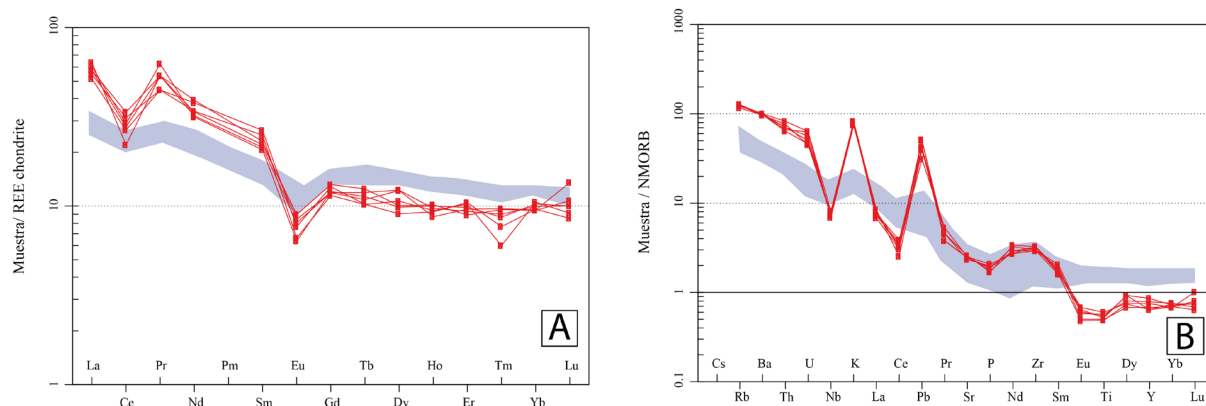 100
10
1
Muestra/ REE chondrite
A
La Pr Pm Eu Tb Ho Tm Lu
Ce Nd Sm Gd Dy Er Yb
1000
100
10
1
0.1
Muestra / NMORB
B
Cs Ba U K Ce Pr P Zr Eu Dy Yb
Rb Th Nb La Pb Sr Nd Sm Ti Y Lu